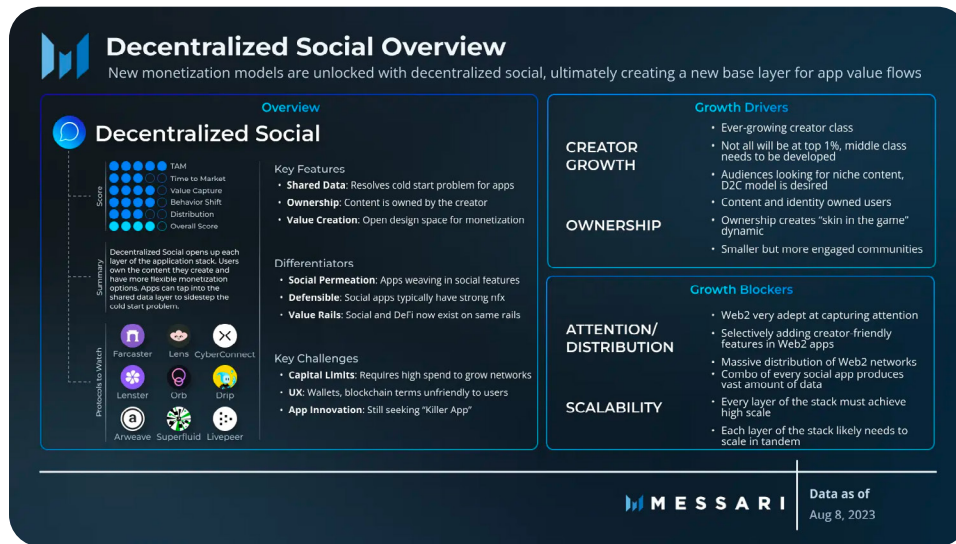 Decentralized Social Overview
New monetization models are unlocked with decentralized social, ultimately creating a new base layer for app value flows
Overview
Decentralized Social
Score
TAM
Time to Market
Value Capture
Behavior Shift
Distribution
Overall Score
Summary
Decentralized Social opens up each
layer of the application stack. Users
own the content they create and
have more flexible monetization
options. Apps can tap into the
shared data layer to sidestep the
cold start problem.
Protocols to Watch
Farcaster Lens CyberConnect
Lenster Orb Drip
a
Arweave Superfluid Livepeer
Key Features
• Shared Data: Resolves cold start problem for apps
• Ownership: Content is owned by the creator
• Value Creation: Open design space for monetization
Differentiators
• Social Permeation: Apps weaving in social features
• Defensible: Social apps typically have strong nfx
• Value Rails: Social and DeFi now exist on same rails
Key Challenges
• Capital Limits: Requires high spend to grow networks
• UX: Wallets, blockchain terms unfriendly to users
• App Innovation: Still seeking “Killer App”
Growth Drivers
CREATOR
GROWTH
• Ever-growing creator class
• Not all will be at top 1%, middle class
needs to be developed
• Audiences looking for niche content,
D2C model is desired
OWNERSHIP
• Content and identity owned users
• Ownership creates “skin in the game”
dynamic
• Smaller but more engaged communities
Growth Blockers
ATTENTION/
DISTRIBUTION
• Web2 very adept at capturing attention
• Selectively adding creator-friendly
features in Web2 apps
• Massive distribution of Web2 networks
SCALABILITY
• Combo of every social app produces
vast amount of data
• Every layer of the stack must achieve
high scale
• Each layer of the stack likely needs to
scale in tandem
MESSARI
Data as of
Aug 8, 2023